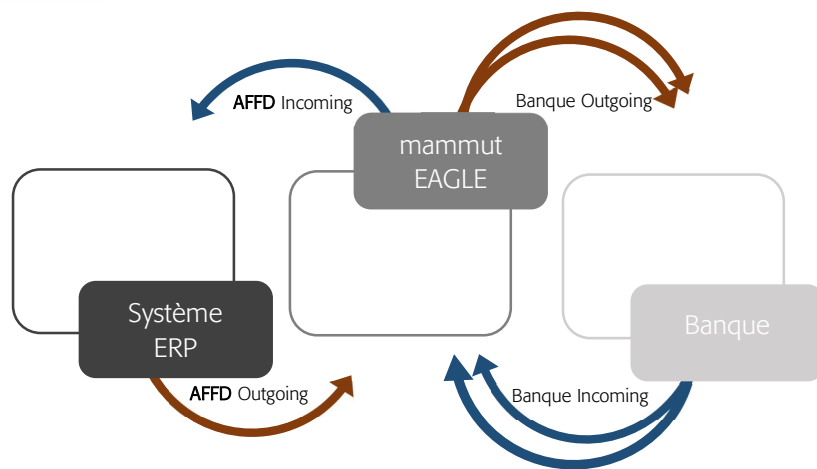 AFFD Incoming
Banque Outgoing
mammut
EAGLE
Système
ERP
Banque
AFFD Outgoing
Banque Incoming